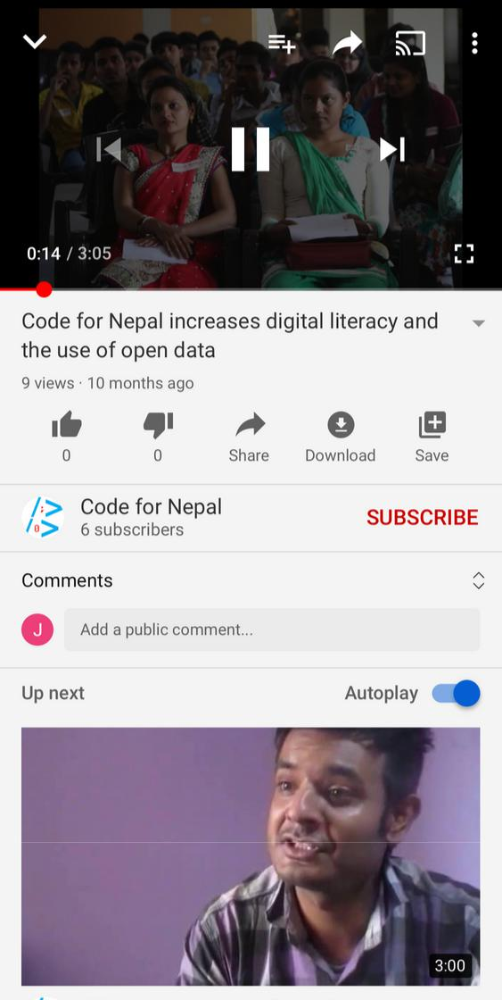 0:14 / 3:05
Code for Nepal increases digital literacy and
the use of open data
9 views · 10 months ago
0
0
Share
Download
Save
Code for Nepal
6 subscribers
SUBSCRIBE
Comments
J
Add a public comment...
Up next
Autoplay
3:00